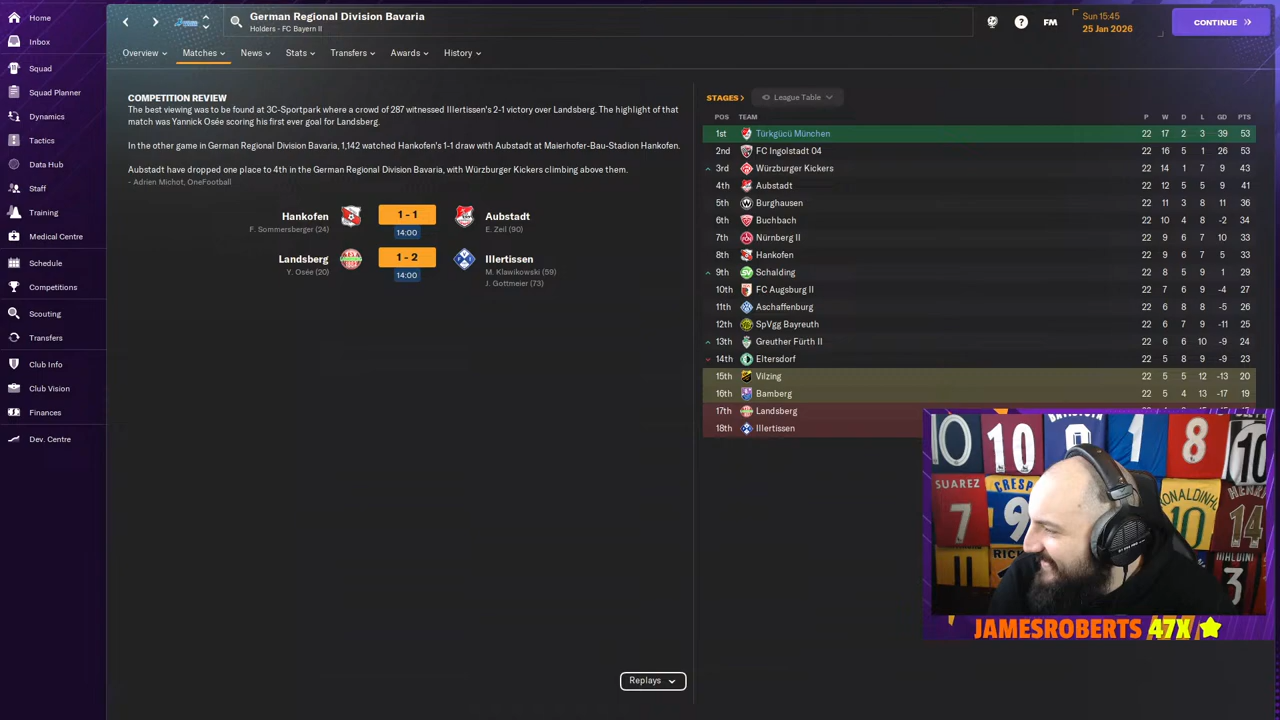 Home
Inbox
Squad
Squad Planner
Dynamics
Tactics
Data Hub
Staff
Training
Medical Centre
Schedule
Competitions
Scouting
Transfers
Club Info
Club Vision
Finances
Dev. Centre
German Regional Division Bavaria
Holders - FC Bayern II
FM
Sun 15:45
25 Jan 2026
CONTINUE
Overview Matches News Stats Transfers Awards History
COMPETITION REVIEW
The best viewing was to be found at 3C-Sportpark where a crowd of 287 witnessed Illertissen's 2-1 victory over Landsberg. The highlight of that
match was Yannick Osée scoring his first ever goal for Landsberg.
In the other game in German Regional Division Bavaria, 1,142 watched Hankofen's 1-1 draw with Aubstadt at Maierhofer-Bau-Stadion Hankofen.
Aubstadt have dropped one place to 4th in the German Regional Division Bavaria, with Würzburger Kickers climbing above them.
- Adrien Michot, OneFootball
Hankofen 1 - 1 Aubstadt
F. Sommersberger (24) 14:00 E. Zeil (90)
Landsberg 1 - 2 Illertissen
Y. Osée (20) 14:00 M. Klawikowski (59)
J. Gottmeier (73)
Replays
STAGES League Table
POS TEAM P W D L GD PTS
1st Türkgücü München 22 17 2 3 39 53
2nd FC Ingolstadt 04 22 16 5 1 26 53
3rd Würzburger Kickers 22 14 1 7 9 43
4th Aubstadt 22 12 5 5 9 41
5th Burghausen 22 11 3 8 11 36
6th Buchbach 22 10 4 8 -2 34
7th Nürnberg II 22 9 6 7 10 33
8th Hankofen 22 9 6 7 5 33
9th Schalding 22 8 5 9 1 29
10th FC Augsburg II 22 7 6 9 -4 27
11th Aschaffenburg 22 6 8 8 -5 26
12th SpVgg Bayreuth 22 6 7 9 -11 25
13th Greuther Fürth II 22 6 6 10 -9 24
14th Eltersdorf 22 5 8 9 -9 23
15th Vilzing 22 5 5 12 -13 20
16th Bamberg 22 5 4 13 -17 19
17th Landsberg
18th Illertissen
10
10
1
8
10
SUAREZ
7
CRESP
9
ONALDINH
10
HENR
14
11
RIC
3
JAMESROBERTS 47X